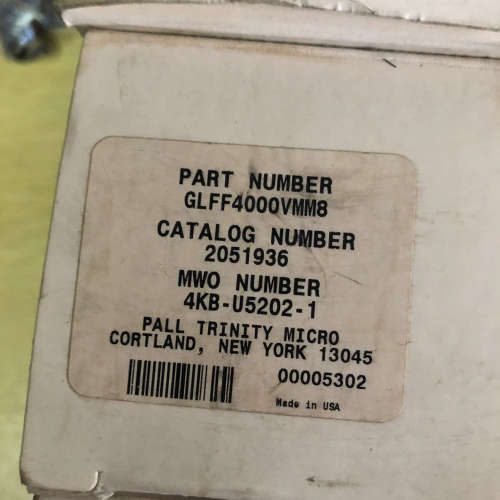 PART NUMBER
GLFF4000VMM8
CATALOG NUMBER
2051936
MWO NUMBER
4KB-U5202-1
PALL TRINITY MICRO
CORTLAND, NEW YORK 13045
00005302
Made in USA